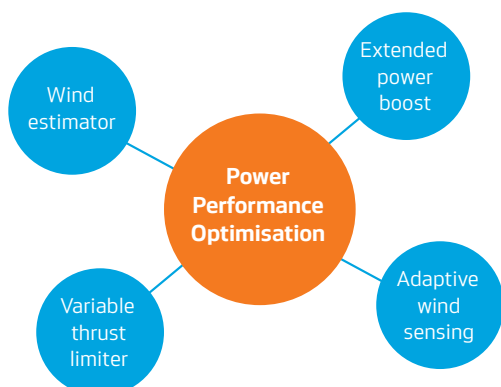 Wind
estimator
Extended
power
boost
Power
Performance
Optimisation
Variable
thrust
limiter
Adaptive
wind
sensing